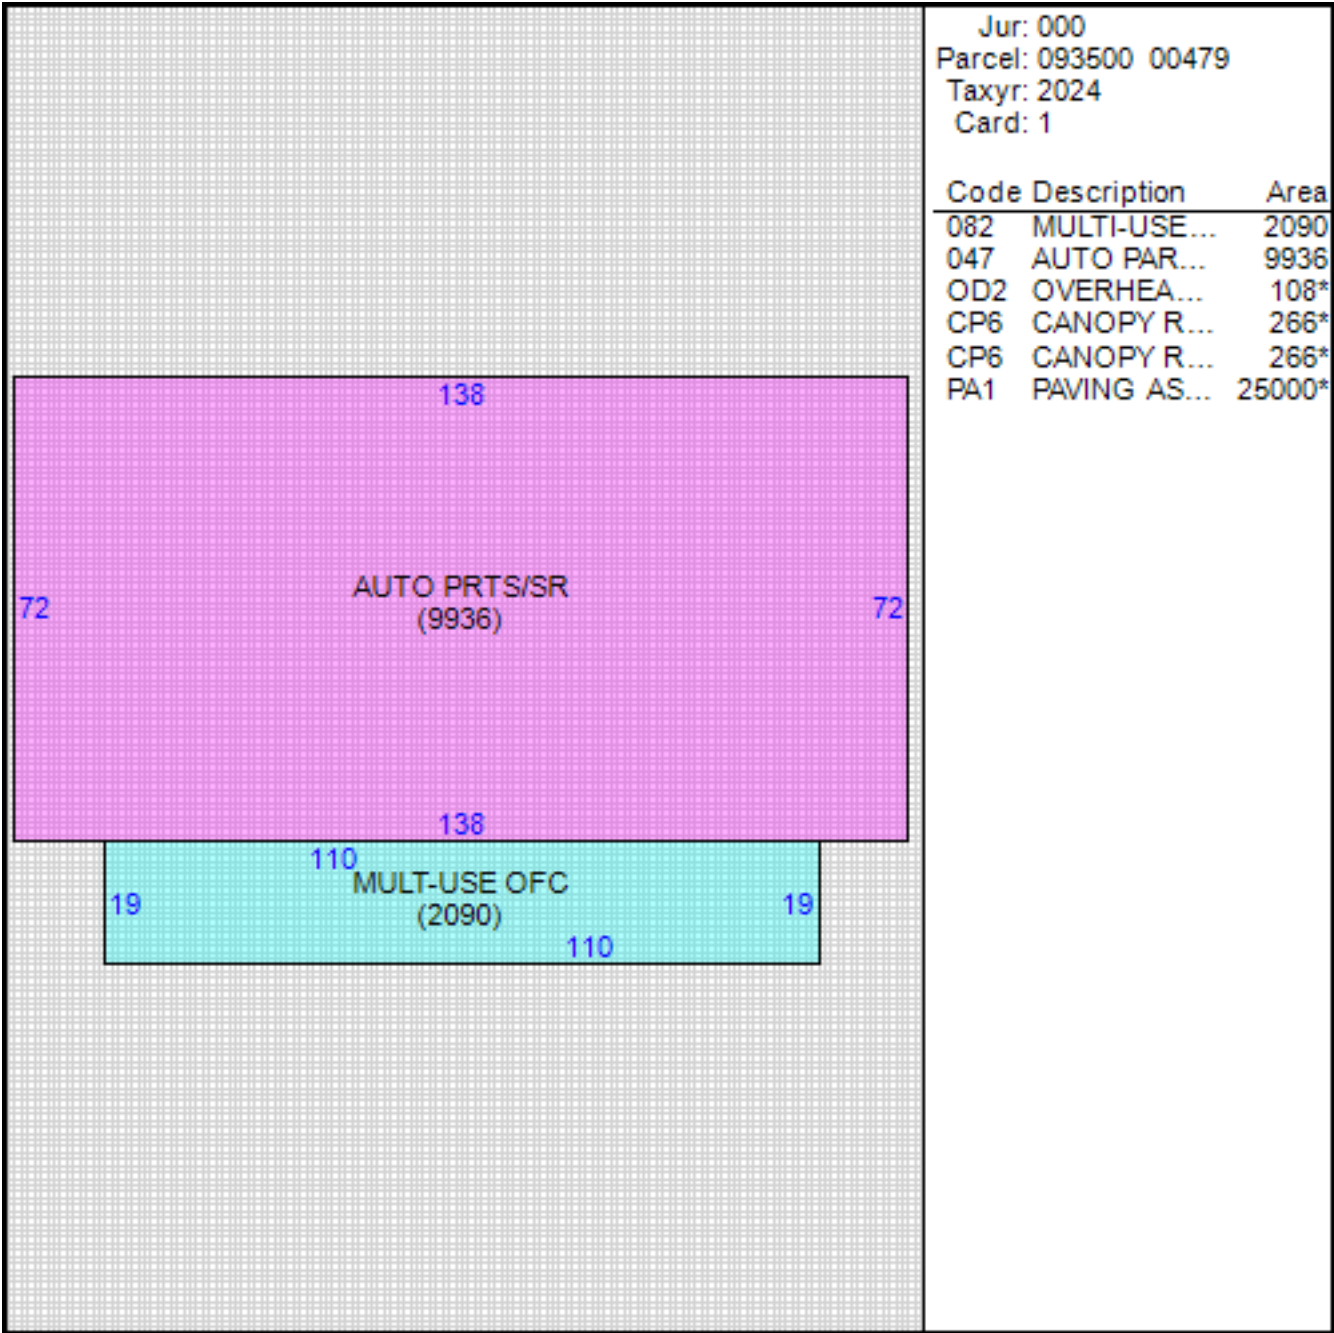 Jur: 000
Parcel: 093500 00479
Taxyr: 2024
Card: 1
Code Description Area
082 MULTI-USE... 2090
047 AUTO PAR... 9936
OD2 OVERHEA... 108*
CP6 CANOPY R... 266*
CP6 CANOPY R... 266*
PA1 PAVING AS... 25000*
138
AUTO PRTS/SR
72 (9936) 72
138
110
MULT-USE OFC
19 (2090) 19
110